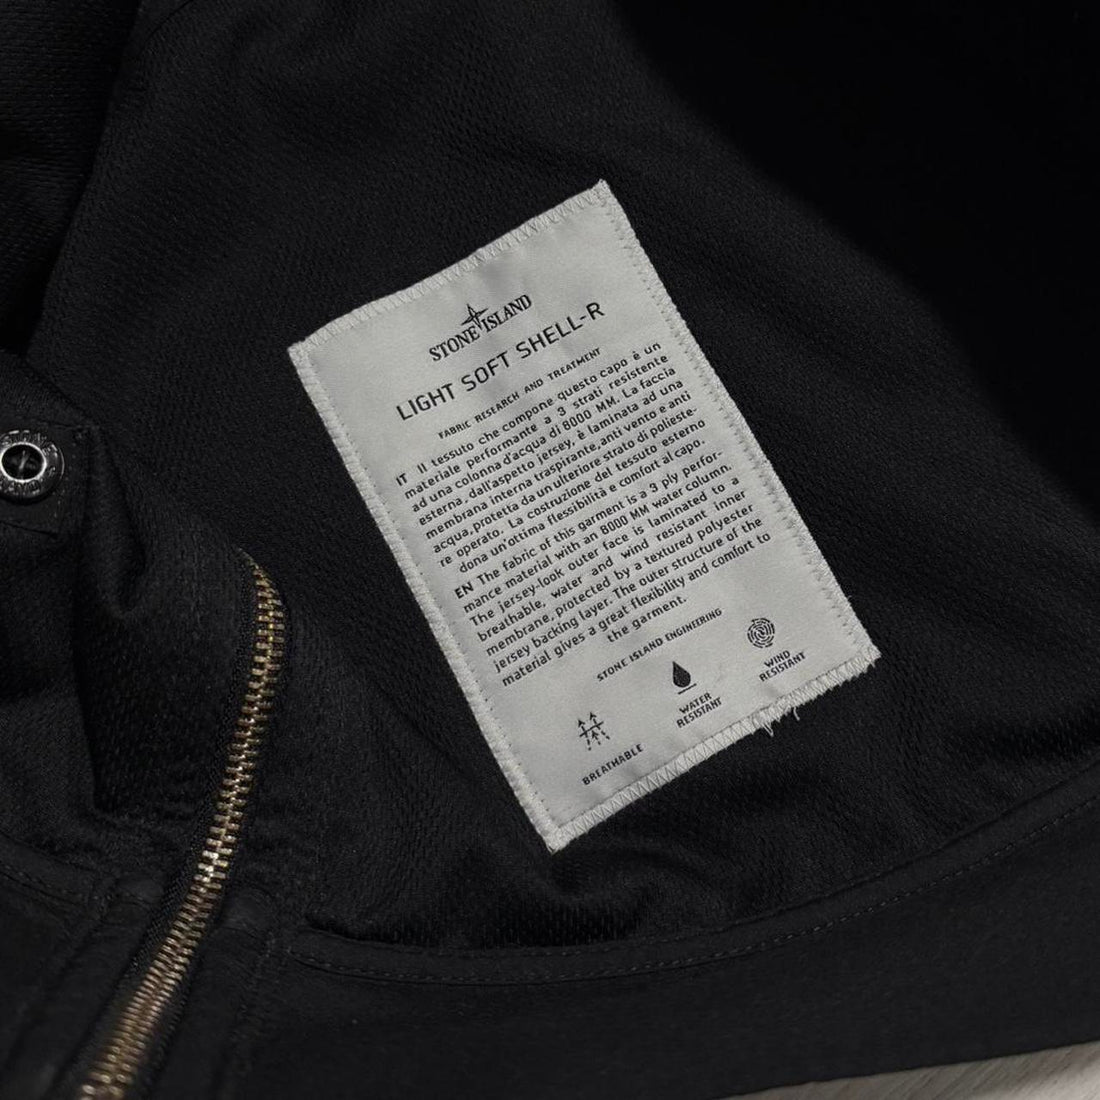 STONE ISLAND
LIGHT SOFT SHELL-R
FABRIC RESEARCH AND TREATMENT
IT Il tessuto che compone questo capo è un
materiale performante a 3 strati resistente
ad una colonna d'acqua di 8000 MM. La faccia
esterna, dall'aspetto jersey, è laminata ad una
membrana interna traspirante, anti vento e anti
acqua, protetta da un ulteriore strato di polieste-
re operato. La costruzione del tessuto esterno
dona un'ottima flessibilità e comfort al capo.
EN The fabric of this garment is a 3 ply perfor-
mance material with an 8000 MM water column.
The jersey-look outer face is laminated to a
breathable, water and wind resistant inner
membrane, protected by a textured polyester
jersey backing layer. The outer structure of the
material gives a great flexibility and comfort to
the garment.
STONE ISLAND ENGINEERING
BREATHABLE
WATER
RESISTANT
WIND
RESISTANT